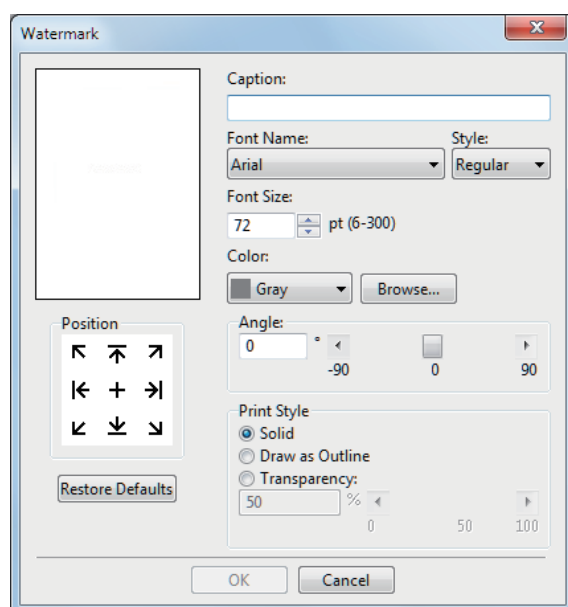 Watermark
Caption:
Font Name: Style:
Arial Regular
Font Size:
72 pt (6-300)
Color:
Gray Browse...
Position
Angle:
0 °
-90 0 90
Print Style
Solid
Draw as Outline
Transparency:
50 %
0 50 100
Restore Defaults
OK Cancel